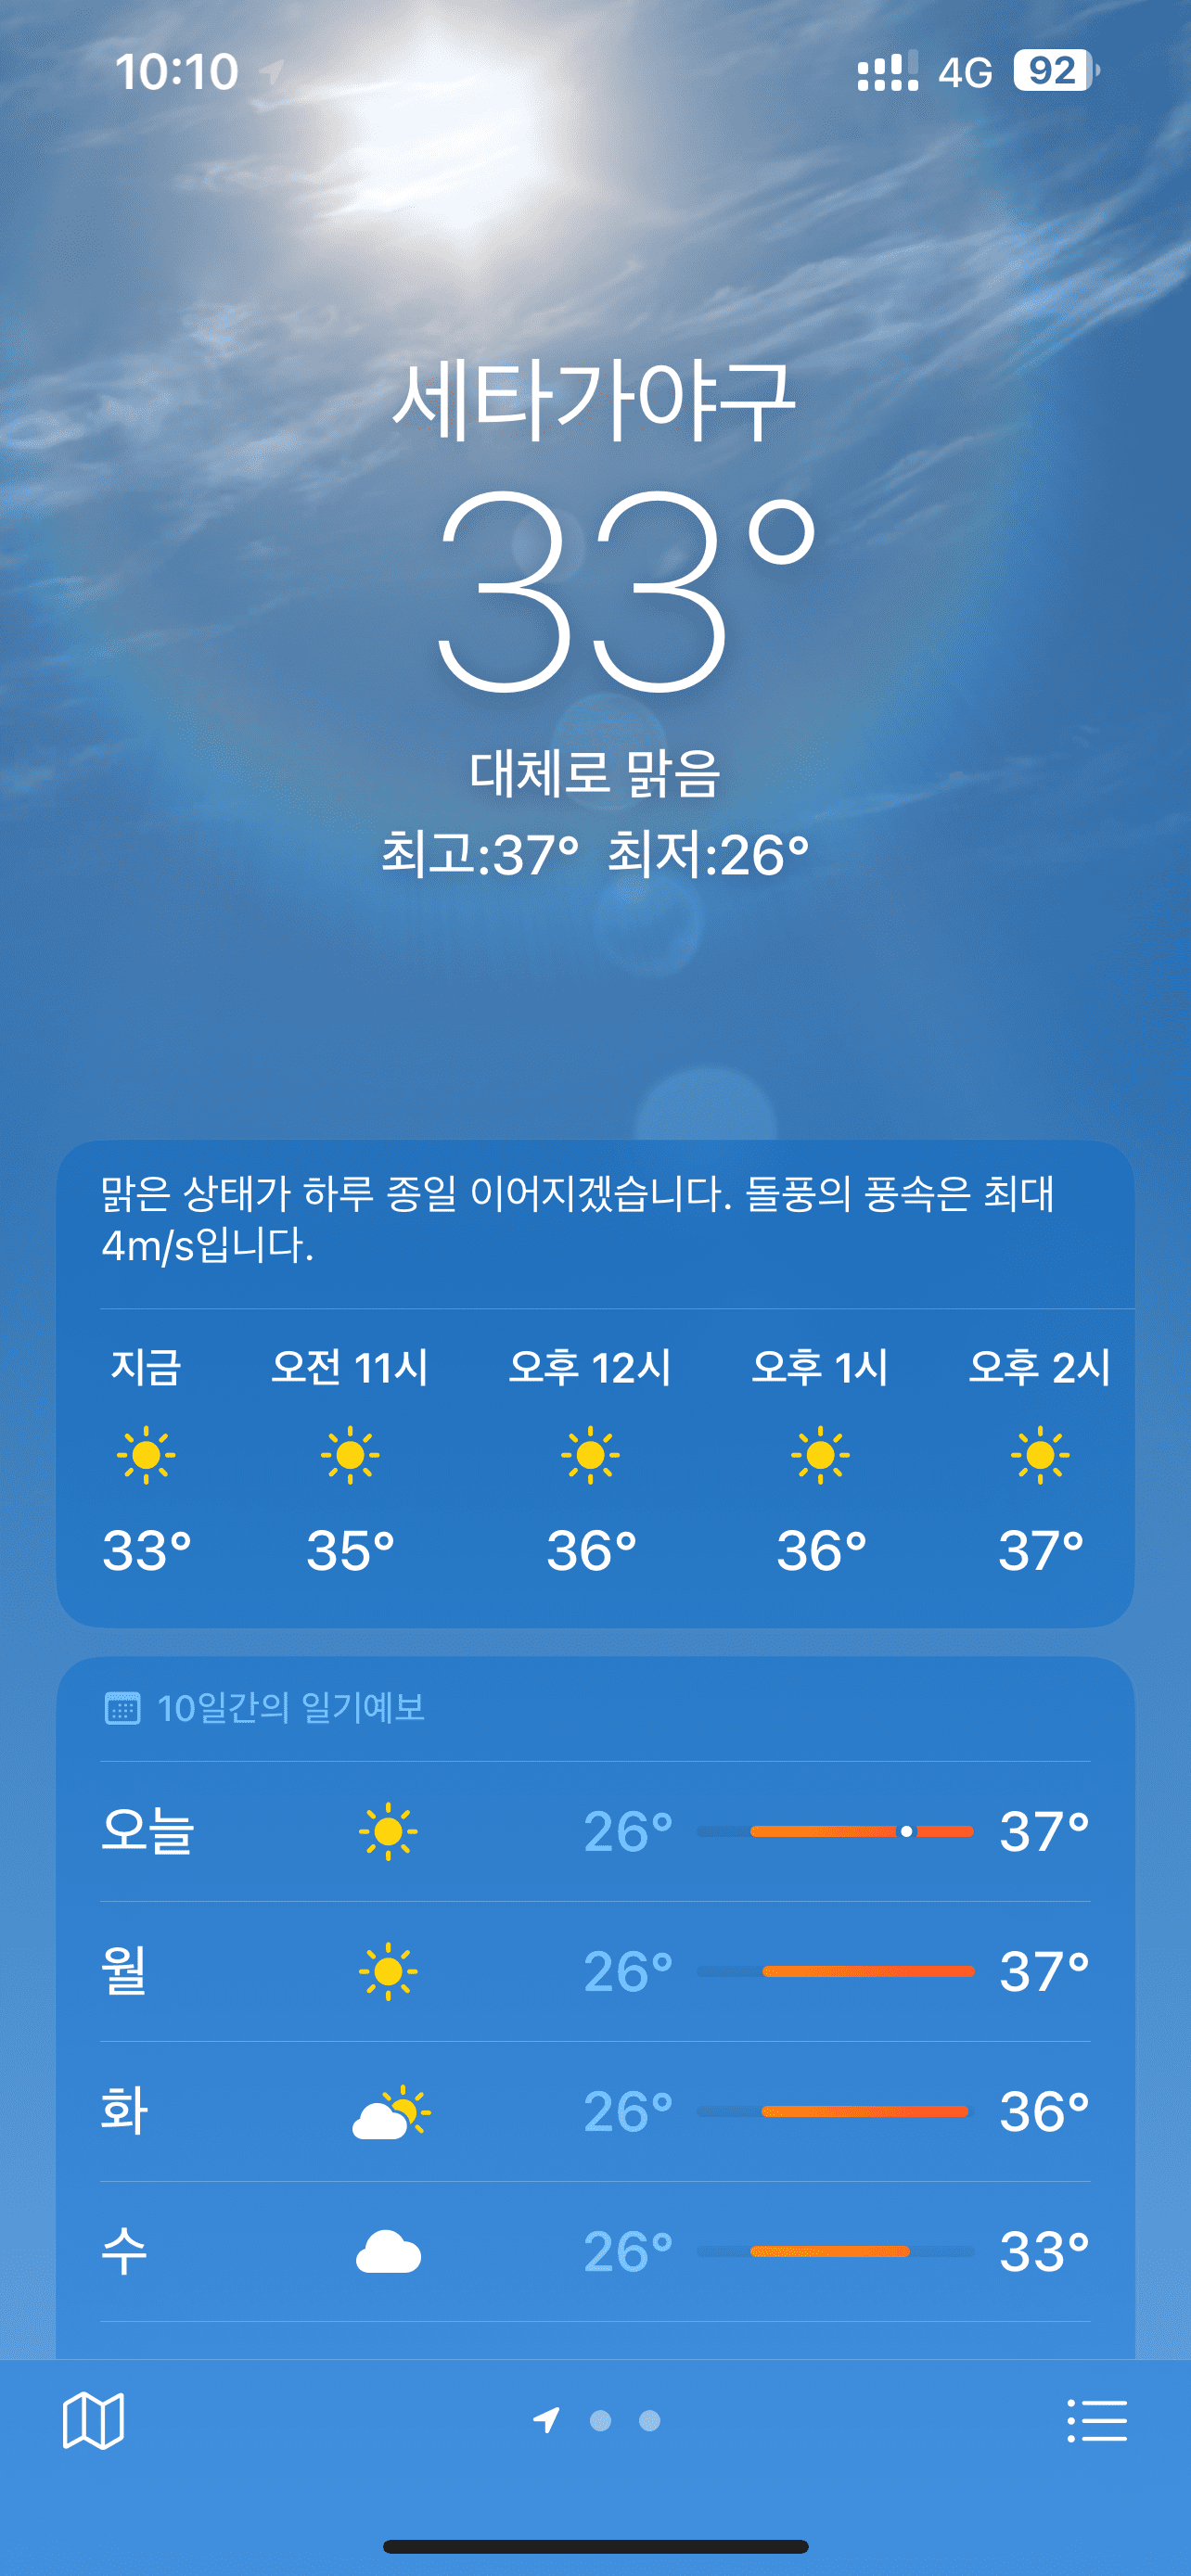 10:10 4G 92
세타가야구
33°
대체로 맑음
최고:37° 최저:26°
맑은 상태가 하루 종일 이어지겠습니다. 돌풍의 풍속은 최대
4m/s입니다.
지금 오전 11시 오후 12시 오후 1시 오후 2시
33° 35° 36° 36° 37°
10일간의 일기예보
오늘 26° 37°
월 26° 37°
화 26° 36°
수 26° 33°